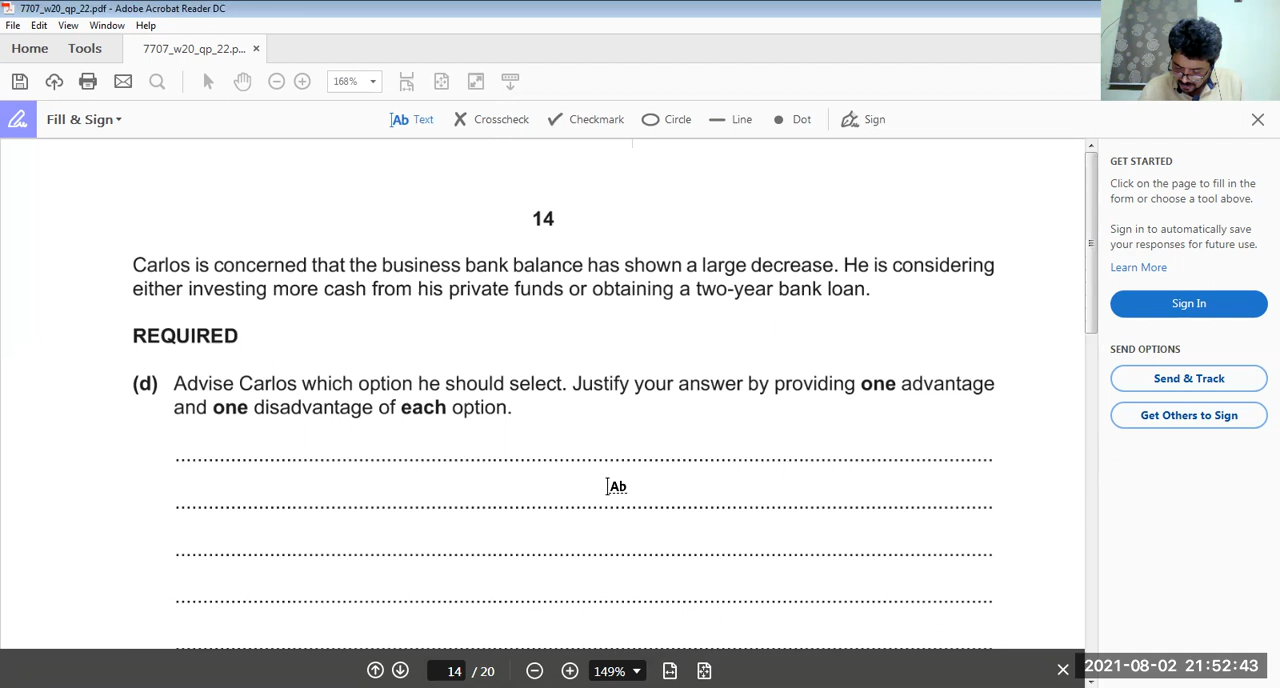 7707_w20_qp_22.pdf - Adobe Acrobat Reader DC
File Edit View Window Help
Home Tools 7707_w20_qp_22.p... ×
168%
Fill & Sign
Ab Text Crosscheck Checkmark Circle Line Dot Sign
14
Carlos is concerned that the business bank balance has shown a large decrease. He is considering
either investing more cash from his private funds or obtaining a two-year bank loan.
REQUIRED
(d) Advise Carlos which option he should select. Justify your answer by providing one advantage
and one disadvantage of each option.
Ab
GET STARTED
Click on the page to fill in the
form or choose a tool above.
Sign in to automatically save
your responses for future use.
Learn More
Sign In
SEND OPTIONS
Send & Track
Get Others to Sign
14 / 20 149%
2021-08-02 21:52:43